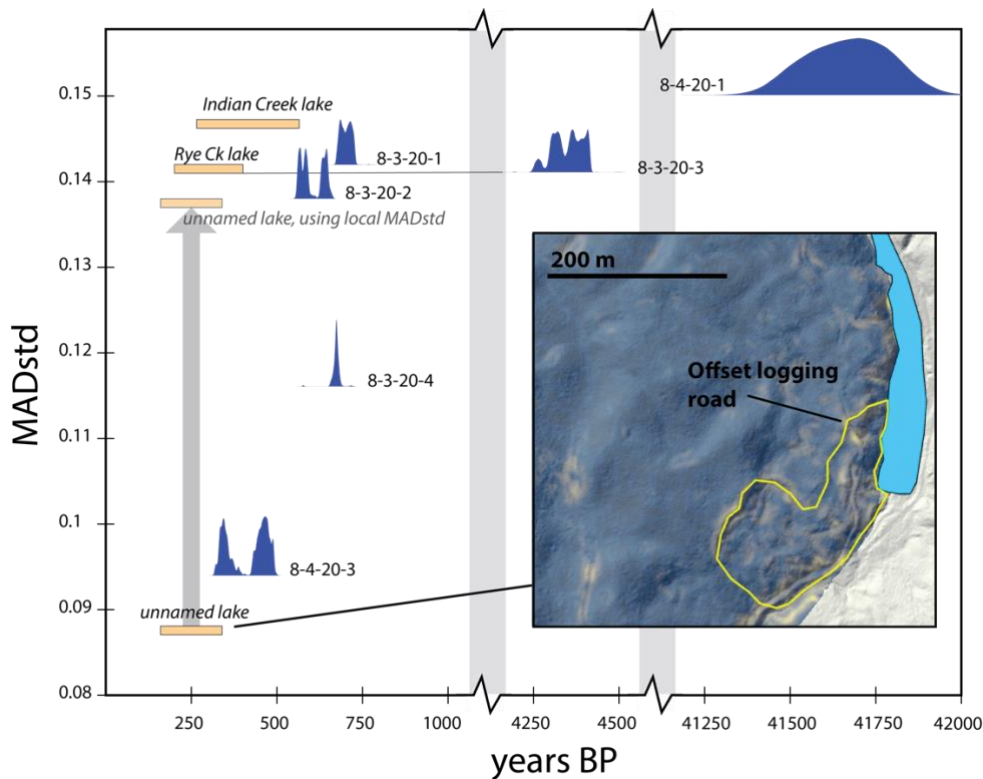 0.15
0.14
0.13
0.12
0.11
0.1
0.09
0.08
MADstd
Indian Creek lake
Rye Ck lake
unnamed lake, using local MADstd
8-3-20-1
8-3-20-2
8-4-20-1
8-3-20-3
8-3-20-4
8-4-20-3
unnamed lake
200 m
Offset logging
road
250
500
750
1000
4250
4500
41250
41500
41750
42000
years BP